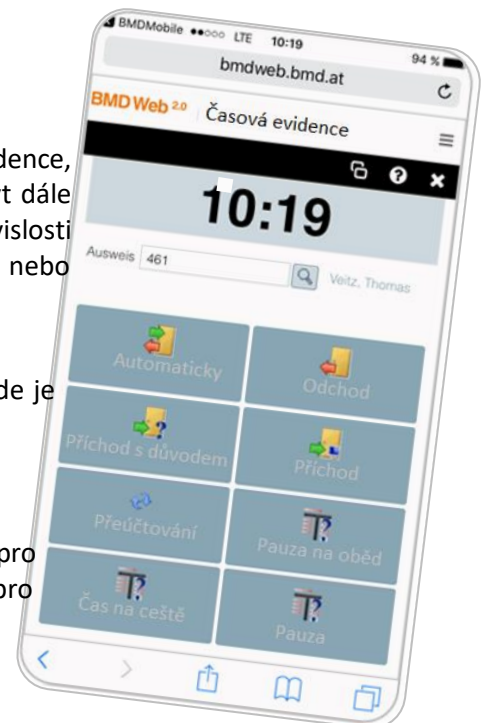 BMDMobile LTE 10:19 94 %
bmdweb.bmd.at
BMD Web 2.0 Časová evidence
10:19
Ausweis 461 Veitz, Thomas
Automaticky
Odchod
Příchod s důvodem
Příchod
Přeúčtování
Pauza na oběd
Čas na ceště
Pauza
dence,
t dále
vislosti
nebo
de je
pro
pro